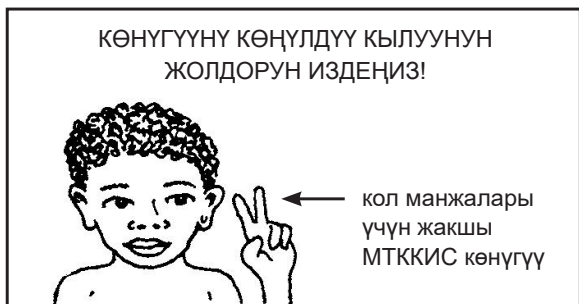 КӨНҮГҮҮНҮ КӨҢҮЛДҮҮ КЫЛУУНУН
ЖОЛДОРУН ИЗДЕҢИЗ!
кол манжалары
үчүн жакшы
МТККИС көнүгүү